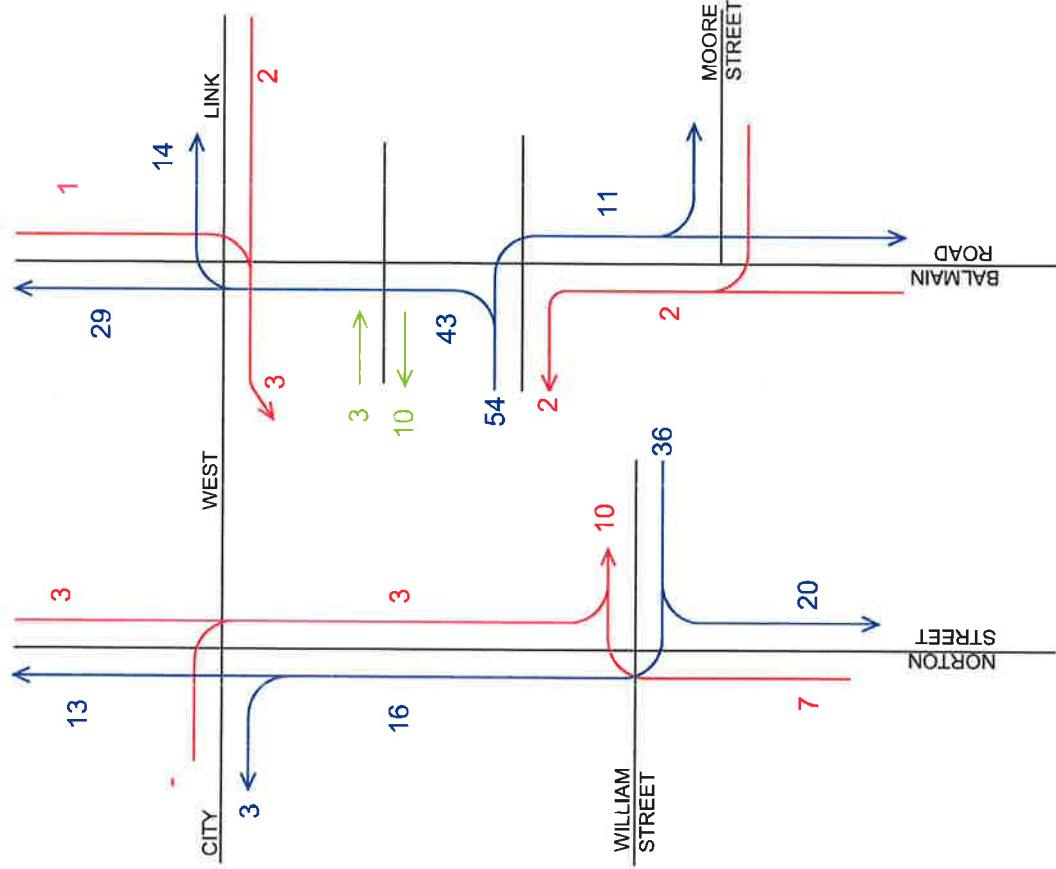 1
2
LINK
14
29
WEST
3
3
10
43
54
11
MOORE
STREET
2
2
BALMAIN
ROAD
3
3
13
-
CITY
3
16
10
36
WILLIAM
STREET
20
7
NORTON
STREET